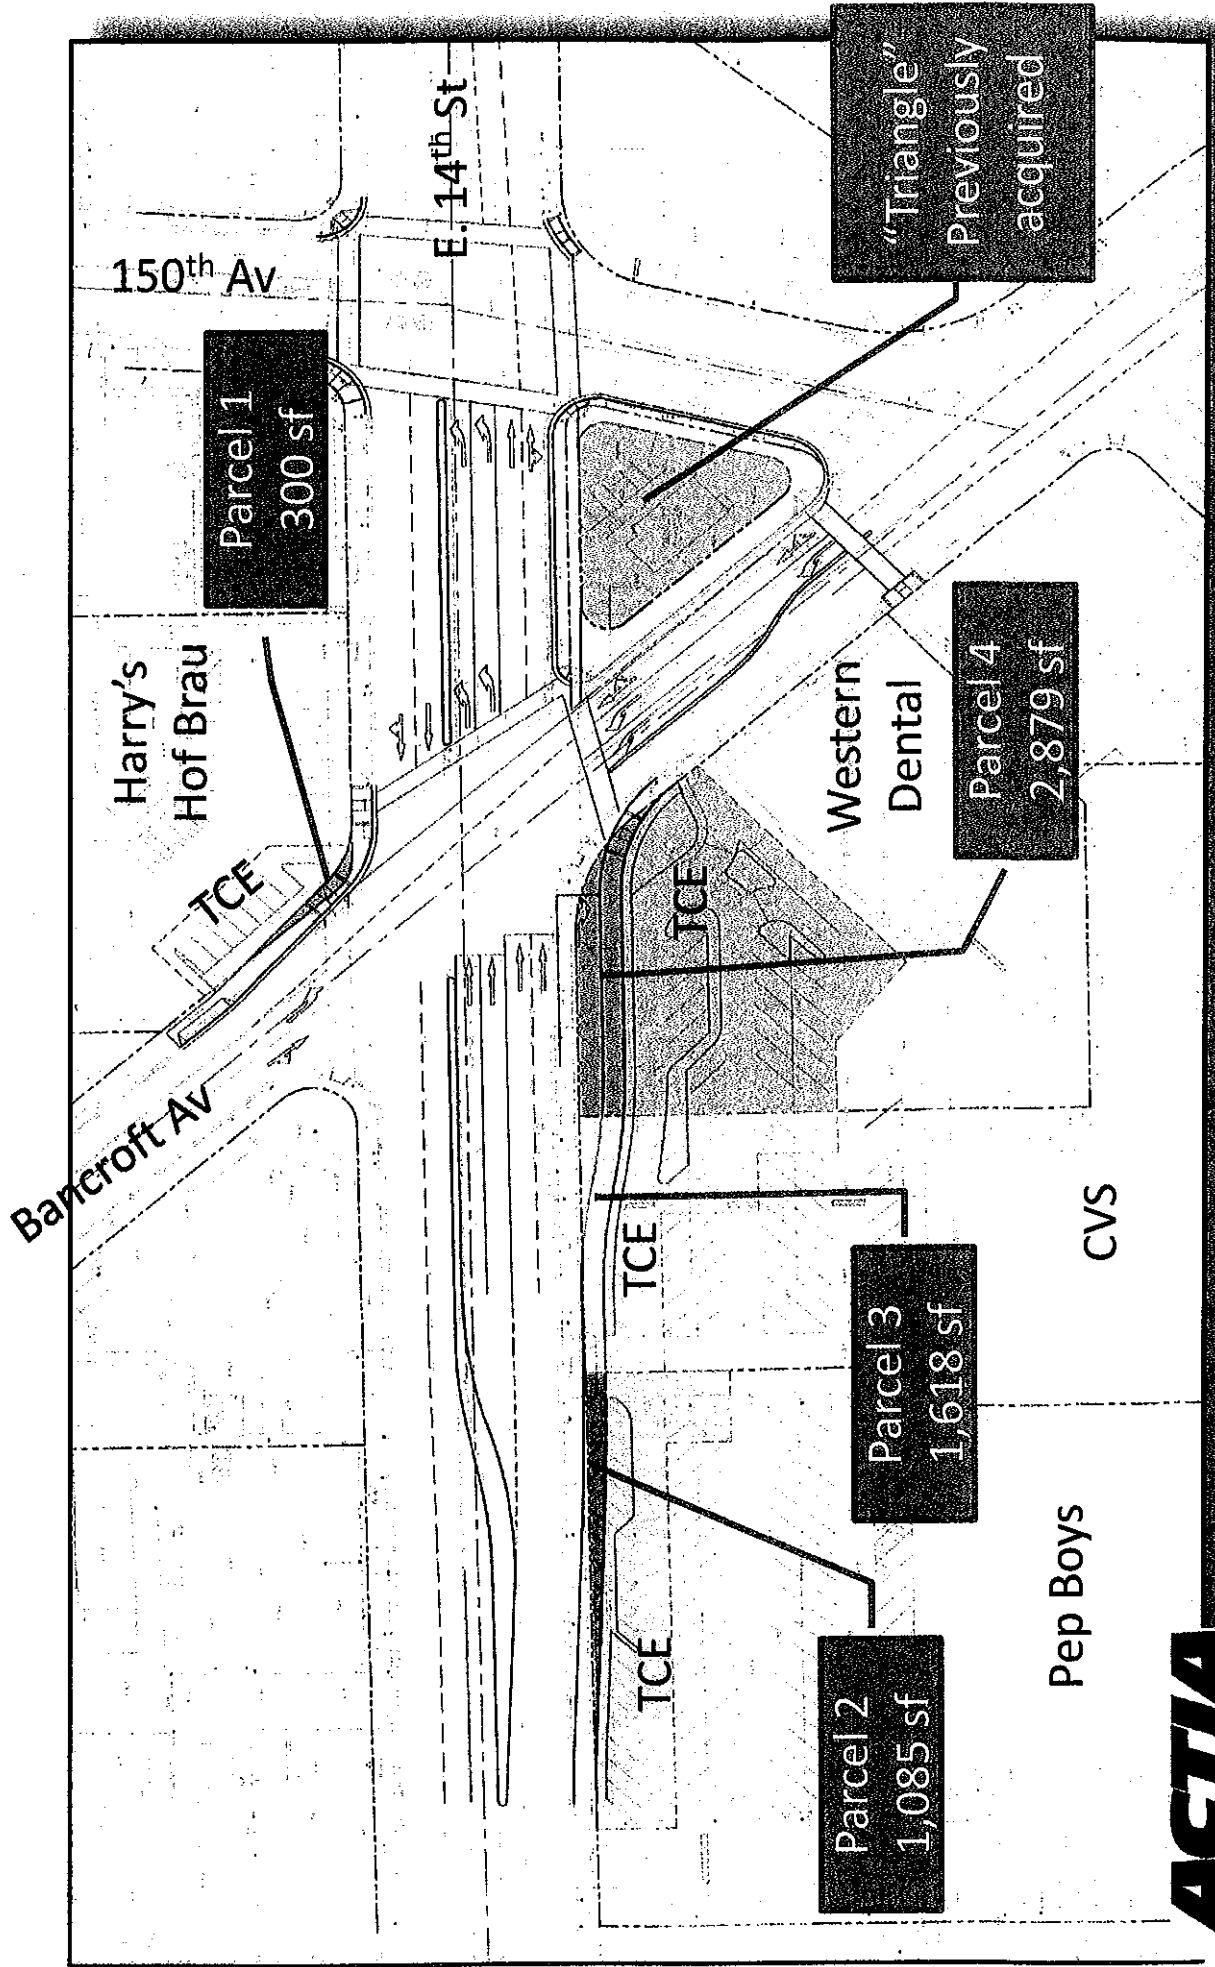 Bancroft Av
Harry's
Hof Brau
TCE
Parcel 1
300 sf
150th Av
E. 14th St
TCE
TCE
TCE
Western
Dental
"Triangle"
Previously
acquired
Parcel 2
1,085 sf
Parcel 3
1,618 sf
Parcel 4
2,879 sf
Pep Boys
CVS